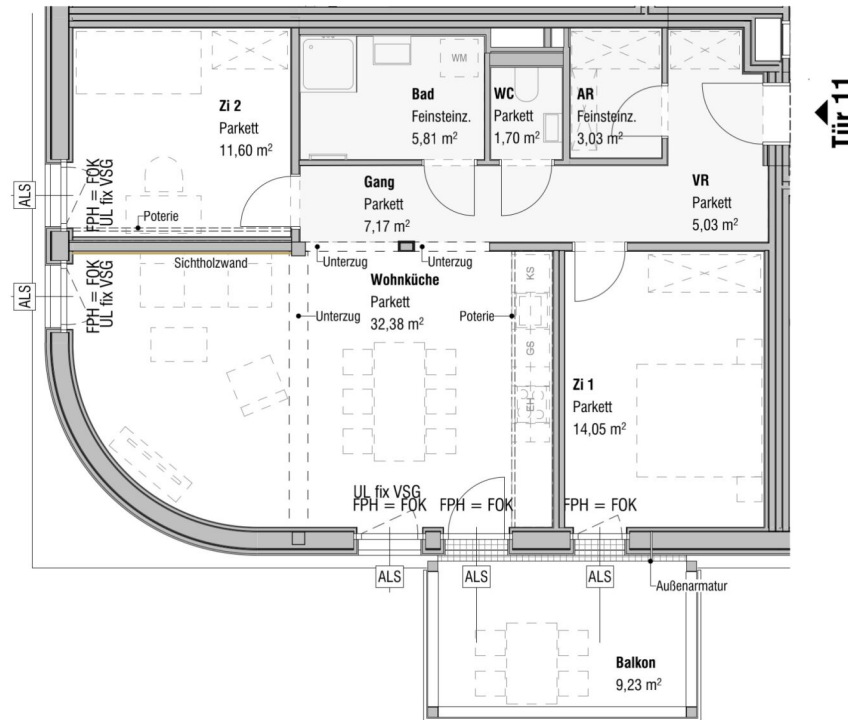 Tür 11
WM
Zi 2
Parkett
11,60 m²
Bad
Feinsteinz.
5,81 m²
WC
Parkett
1,70 m²
AR
Feinsteinz.
3,03 m²
ALS
FPH = FOK
UL fix VSG
Poterie
Gang
Parkett
7,17 m²
VR
Parkett
5,03 m²
ALS
FPH = FOK
UL fix VSG
Sichtholzwand
Unterzug
Unterzug
Wohnküche
Parkett
32,38 m²
Unterzug
Poterie
KS
GS
EH
Zi 1
Parkett
14,05 m²
UL fix VSG
FPH = FOK
FPH = FOK
FPH = FOK
ALS
ALS
ALS
Außenarmatur
Balkon
9,23 m²